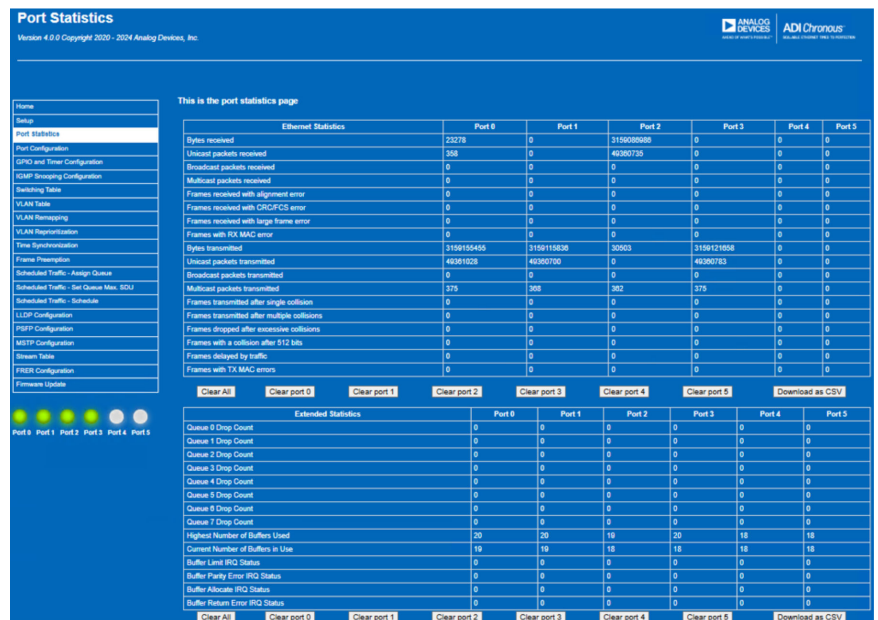 Port Statistics
Version 4.0.0 Copyright 2020 - 2024 Analog Devices, Inc.
ANALOG DEVICES
AHEAD OF WHAT'S POSSIBLE™
ADI Chronous™
SCALABLE ETHERNET TIMED TO PERFECTION
Home
Setup
Port Statistics
Port Configuration
GPIO and Timer Configuration
IGMP Snooping Configuration
Switching Table
VLAN Table
VLAN Remapping
VLAN Reprioritization
Time Synchronization
Frame Preemption
Scheduled Traffic - Assign Queue
Scheduled Traffic - Set Queue Max. SDU
Scheduled Traffic - Schedule
LLDP Configuration
PSFP Configuration
MSTP Configuration
Stream Table
FRER Configuration
Firmware Update
Port 0 Port 1 Port 2 Port 3 Port 4 Port 5
This is the port statistics page
Ethernet Statistics Port 0 Port 1 Port 2 Port 3 Port 4 Port 5
Bytes received 23278 0 3159086986 0 0 0
Unicast packets received 358 0 49360735 0 0 0
Broadcast packets received 0 0 0 0 0 0
Multicast packets received 0 0 0 0 0 0
Frames received with alignment error 0 0 0 0 0 0
Frames received with CRC/FCS error 0 0 0 0 0 0
Frames received with large frame error 0 0 0 0 0 0
Frames with RX MAC error 0 0 0 0 0 0
Bytes transmitted 3159155455 3159115836 30503 3159121658 0 0
Unicast packets transmitted 49361028 49360700 0 49360783 0 0
Broadcast packets transmitted 0 0 0 0 0 0
Multicast packets transmitted 375 368 362 375 0 0
Frames transmitted after single collision 0 0 0 0 0 0
Frames transmitted after multiple collisions 0 0 0 0 0 0
Frames dropped after excessive collisions 0 0 0 0 0 0
Frames with a collision after 512 bits 0 0 0 0 0 0
Frames delayed by traffic 0 0 0 0 0 0
Frames with TX MAC errors 0 0 0 0 0 0
Clear All Clear port 0 Clear port 1 Clear port 2 Clear port 3 Clear port 4 Clear port 5 Download as CSV
Extended Statistics Port 0 Port 1 Port 2 Port 3 Port 4 Port 5
Queue 0 Drop Count 0 0 0 0 0 0
Queue 1 Drop Count 0 0 0 0 0 0
Queue 2 Drop Count 0 0 0 0 0 0
Queue 3 Drop Count 0 0 0 0 0 0
Queue 4 Drop Count 0 0 0 0 0 0
Queue 5 Drop Count 0 0 0 0 0 0
Queue 6 Drop Count 0 0 0 0 0 0
Queue 7 Drop Count 0 0 0 0 0 0
Highest Number of Buffers Used 20 20 19 20 18 18
Current Number of Buffers in Use 19 19 18 18 18 18
Buffer Limit IRQ Status 0 0 0 0 0 0
Buffer Parity Error IRQ Status 0 0 0 0 0 0
Buffer Allocate IRQ Status 0 0 0 0 0 0
Buffer Return Error IRQ Status 0 0 0 0 0 0
Clear All Clear port 0 Clear port 1 Clear port 2 Clear port 3 Clear port 4 Clear port 5 Download as CSV